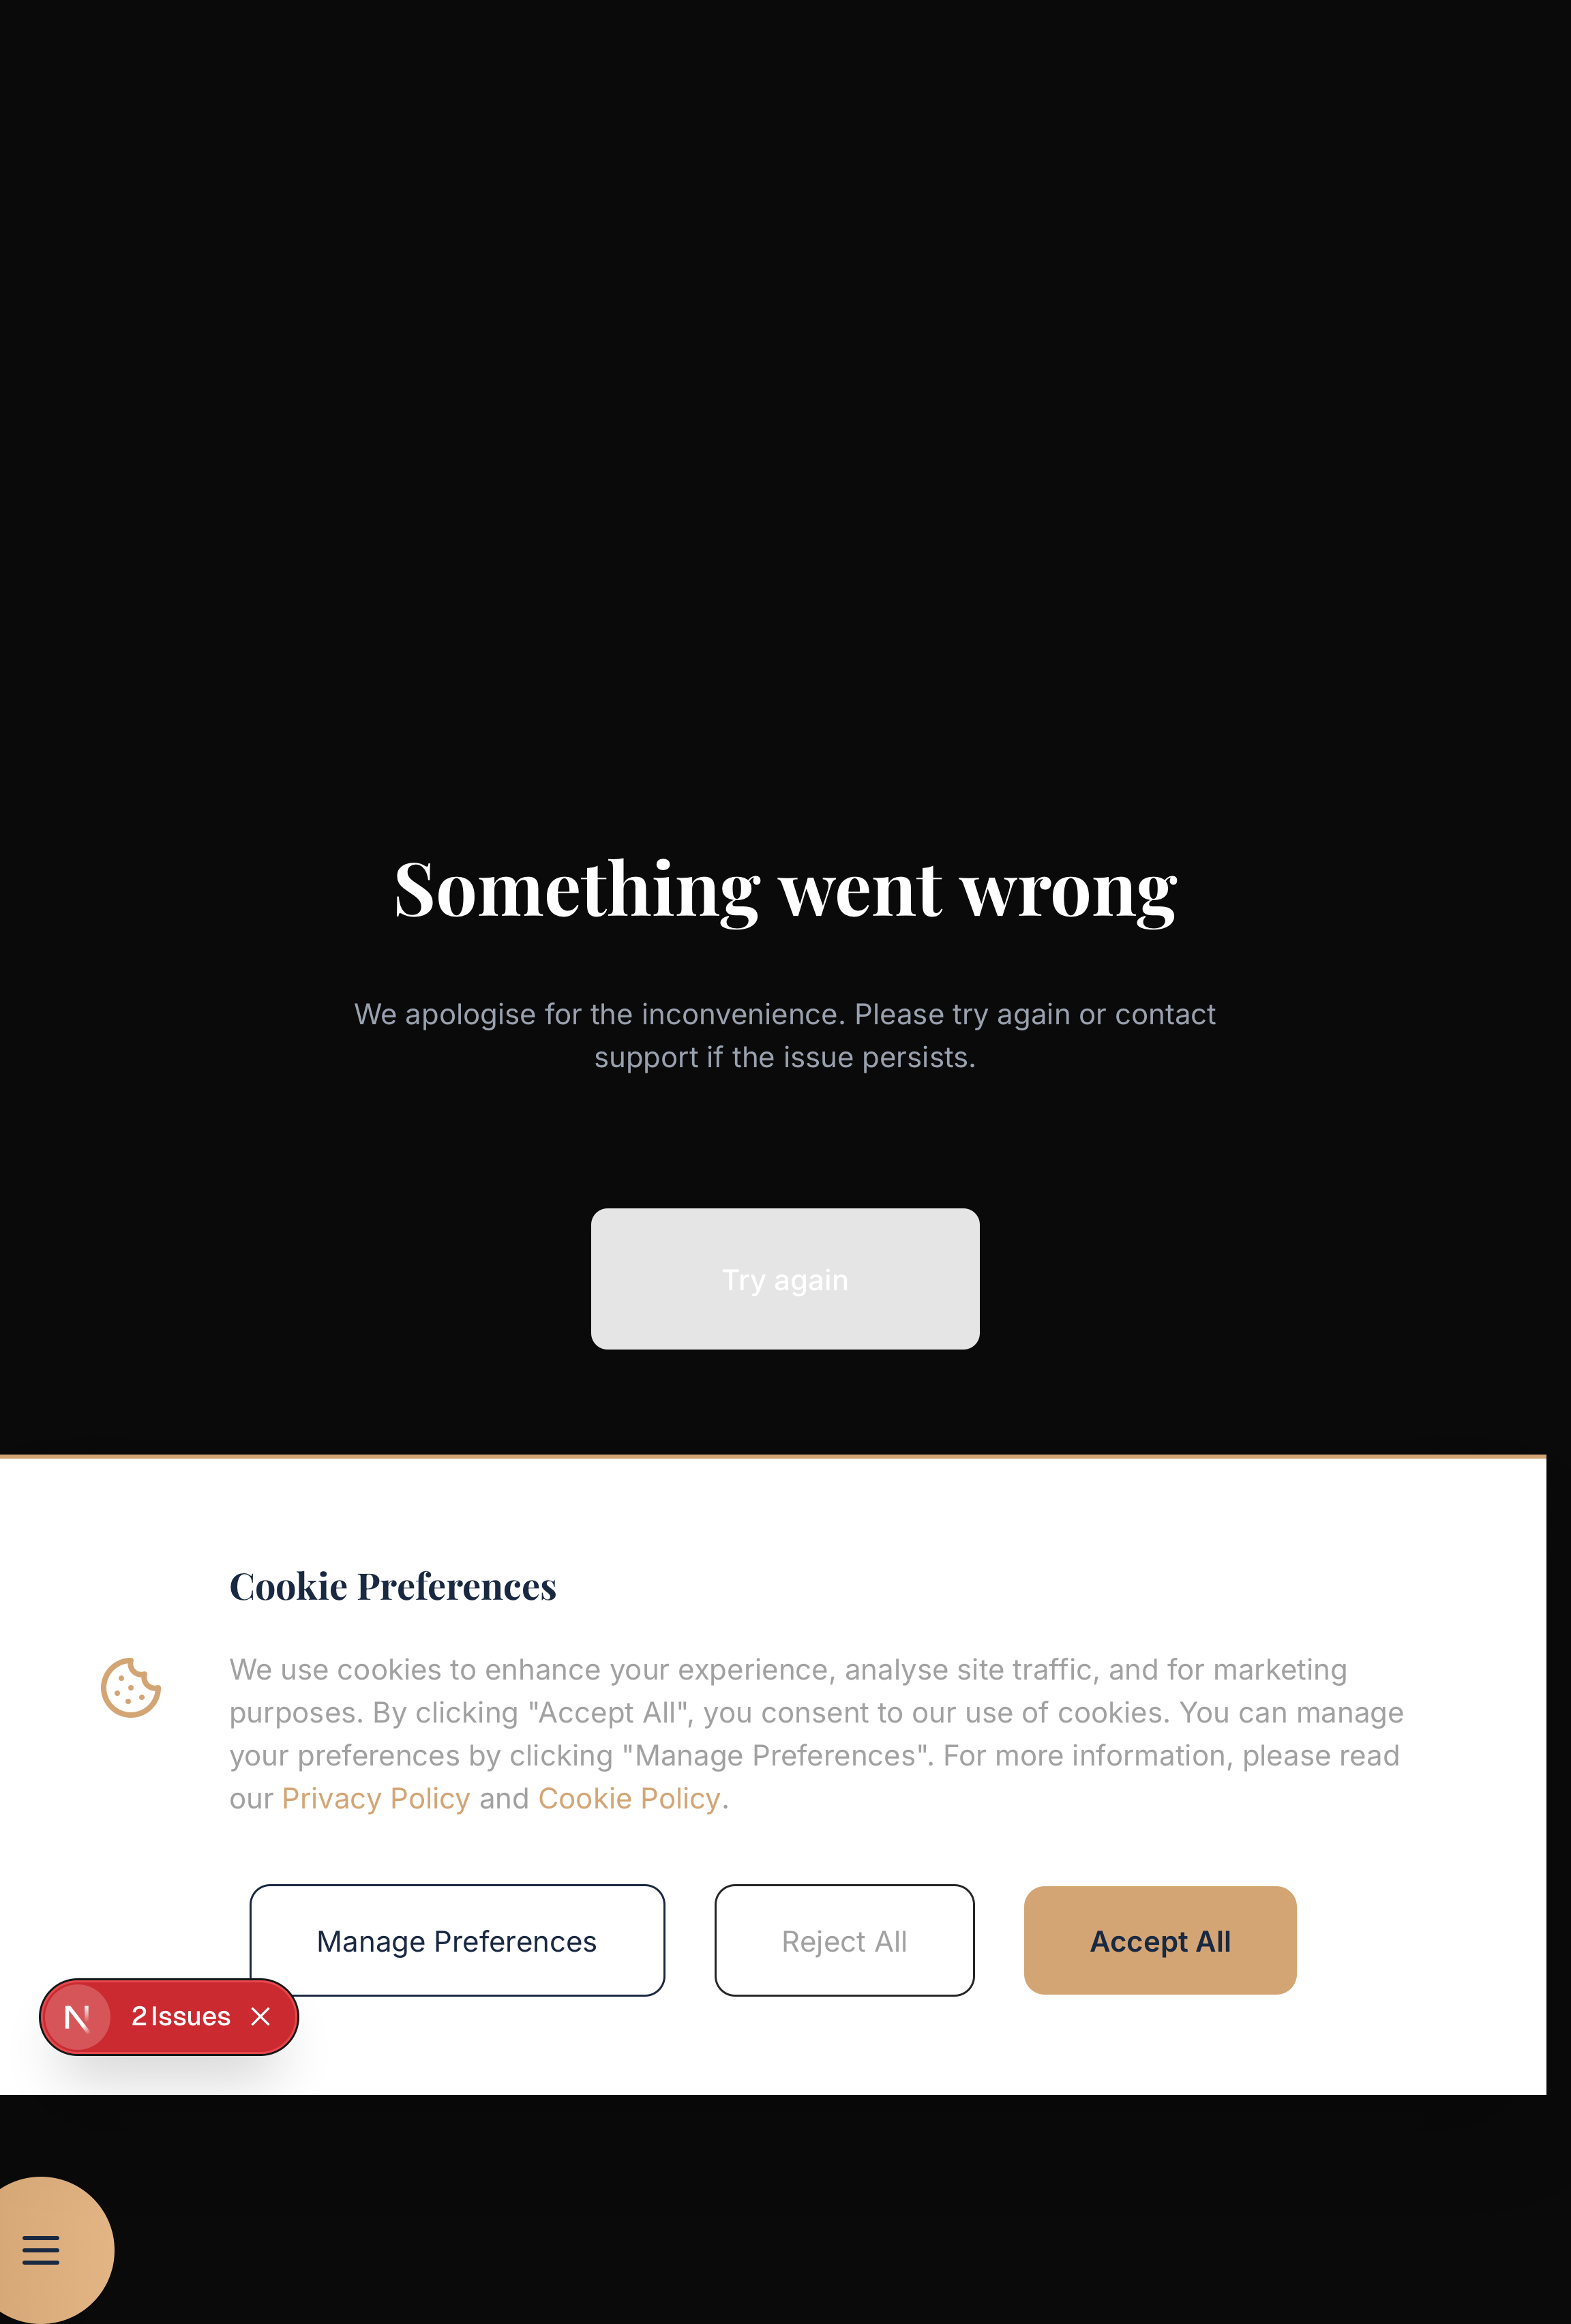 Something went wrong
We apologise for the inconvenience. Please try again or contact
support if the issue persists.
Try again
Cookie Preferences
We use cookies to enhance your experience, analyse site traffic, and for marketing
purposes. By clicking "Accept All", you consent to our use of cookies. You can manage
your preferences by clicking "Manage Preferences". For more information, please read
our Privacy Policy and Cookie Policy.
Manage Preferences
Reject All
Accept All
N
2 Issues